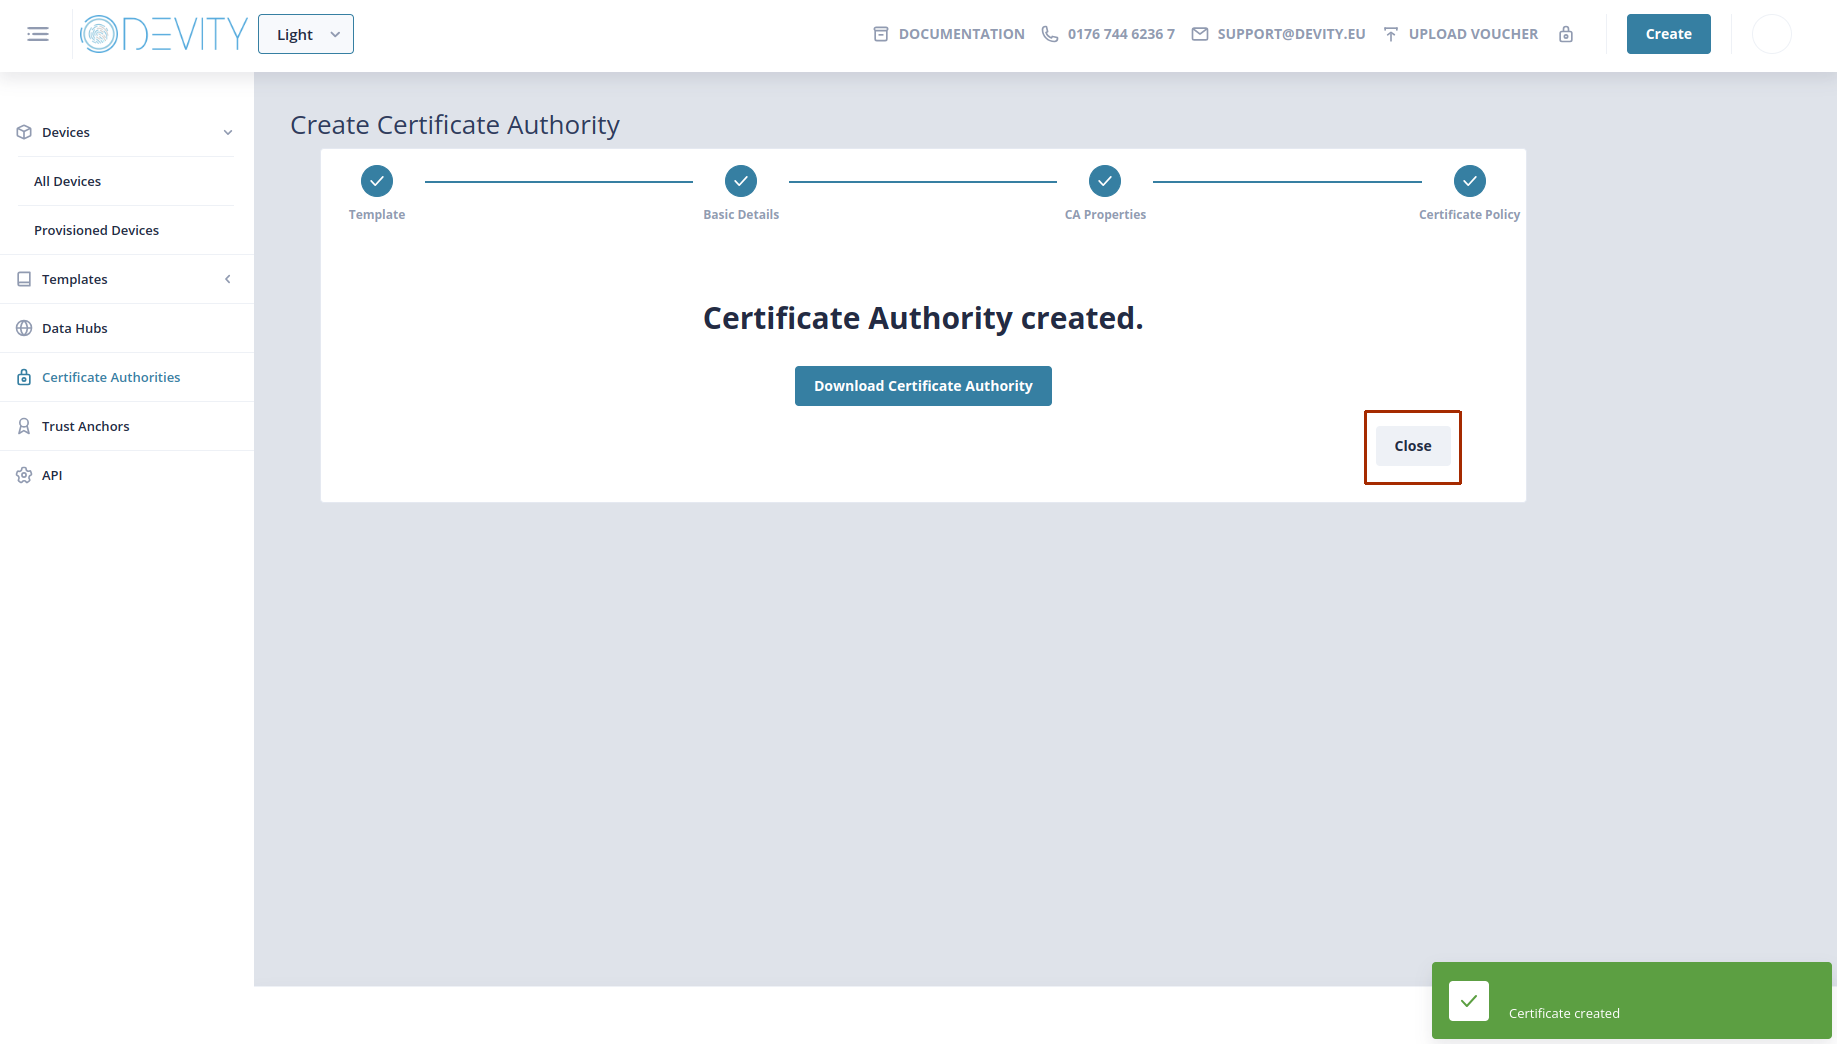 DEVITY
Light
DOCUMENTATION
0176 744 6236 7
SUPPORT@DEVITY.EU
UPLOAD VOUCHER
Create
Devices
All Devices
Provisioned Devices
Templates
Data Hubs
Certificate Authorities
Trust Anchors
API
Create Certificate Authority
Template
Basic Details
CA Properties
Certificate Policy
Certificate Authority created.
Download Certificate Authority
Close
Certificate created